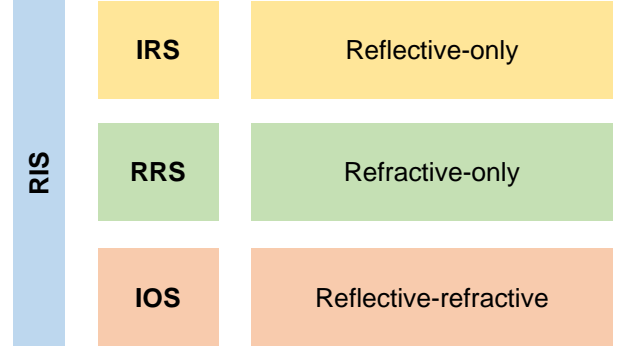 RIS
IRS
Reflective-only
RRS
Refractive-only
IOS
Reflective-refractive